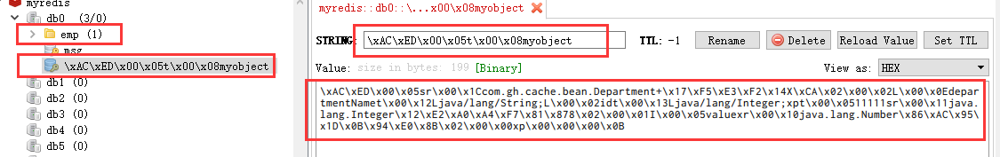 myredis
db0 (3/0)
emp (1)
msg
\xAC\xED\x00\x05t\x00\x08myobject
db1 (0)
db2 (0)
db3 (0)
db4 (0)
db5 (0)
myredis::db0::\...x00\x08myobject
STRING: \xAC\xED\x00\x05t\x00\x08myobject TTL: -1 Rename Delete Reload Value Set TTL
Value: size in bytes: 199 [Binary] View as: HEX
\xAC\xED\x00\x05sr\x00\x1Ccom.gh.cache.bean.Department+\x17\xF5\xE3\xF2\x14X\xCA\x02\x00\x02L\x00\x0Edepa
rtmentNamet\x00\x12Ljava/lang/String;L\x00\x02idt\x00\x13Ljava/lang/Integer;xpt\x00\x0511111sr\x00\x11java.
lang.Integer\x12\xE2\xA0\xA4\xF7\x81\x878\x02\x00\x01I\x00\x05valuexr\x00\x10java.lang.Number\x86\xAC\x95\
x1D\x0B\x94\xE0\x8B\x02\x00\x00xp\x00\x00\x00\x0B